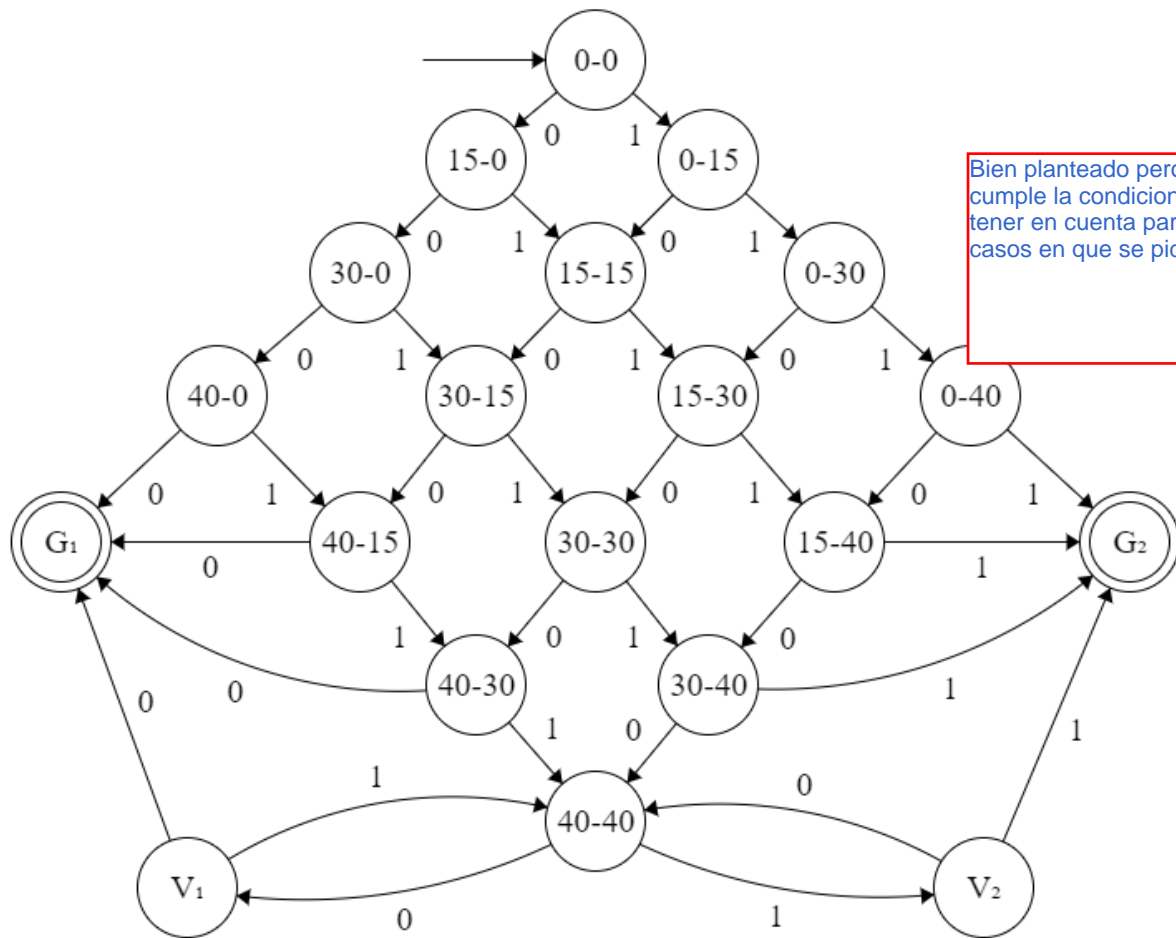 0-0
0 1
15-0 0-15
Bien planteado
cumple la condicion
tener en cuenta
casos en que se
0 1 0 1
30-0 15-15 0-30
0 1 0 1 0 1
40-0 30-15 15-30 0-40
0 1 0 1 0 1 0 1
G₁ 40-15 30-30 15-40 G₂
0 1
1 0 1 0
40-30 30-40
0 0 1
1 0 1
1 0
40-40
V₁ V₂
0 1